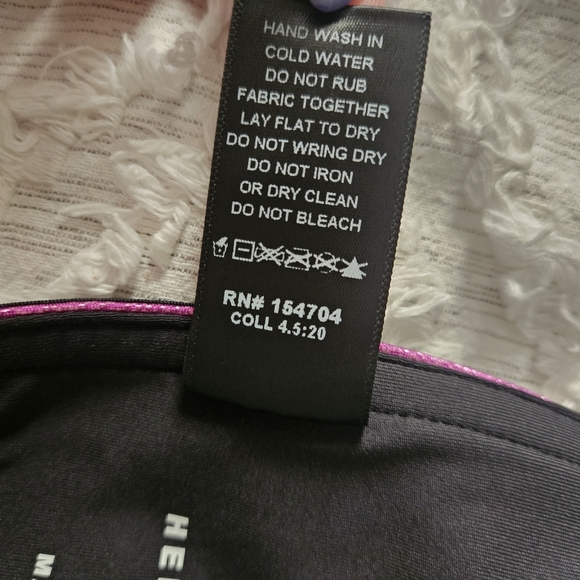 HAND WASH IN
COLD WATER
DO NOT RUB
FABRIC TOGETHER
LAY FLAT TO DRY
DO NOT WRING DRY
DO NOT IRON
OR DRY CLEAN
DO NOT BLEACH
RN# 154704
COLL 4.5:20